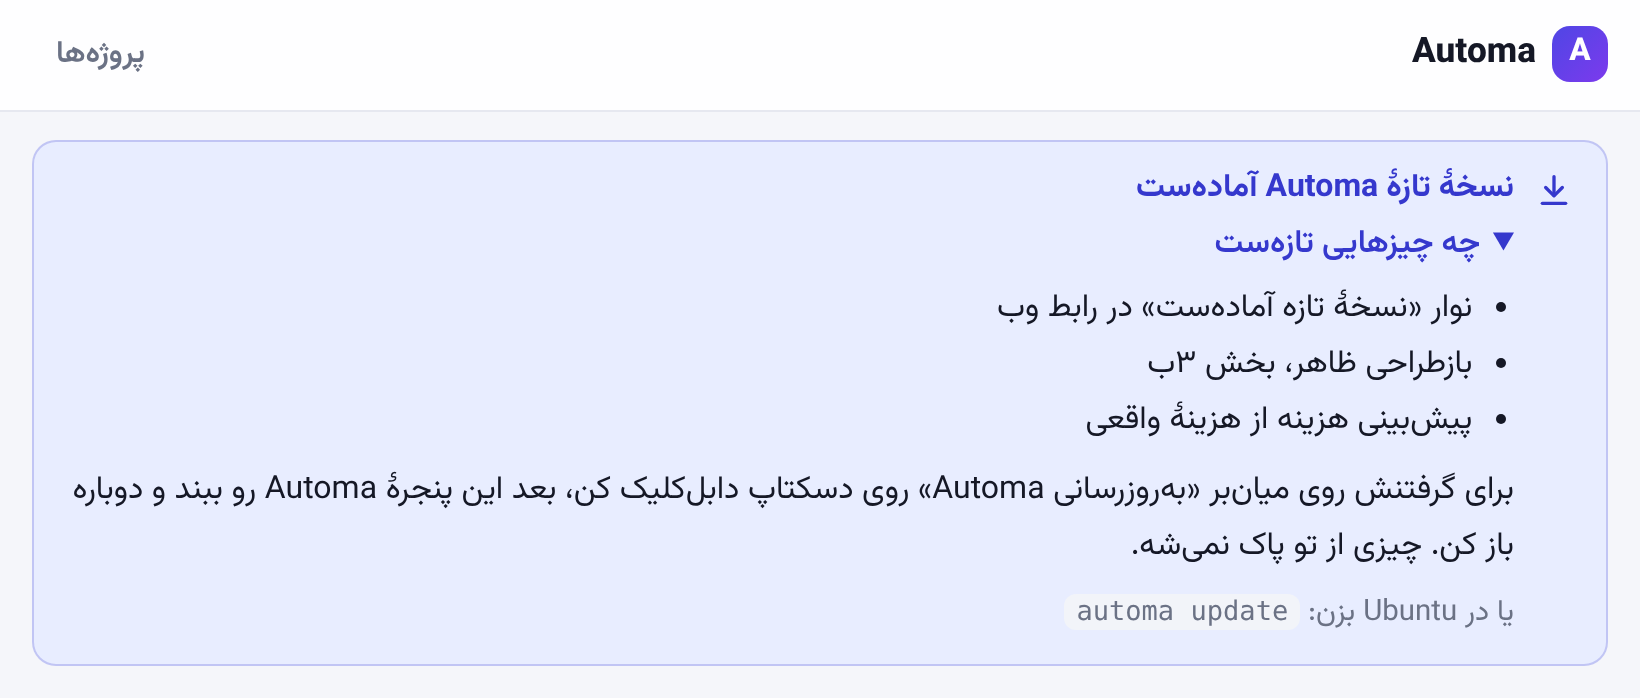 A Automa
پروژه‌ها
نسخهٔ تازهٔ Automa آماده‌ست
▼ چه چیزهایی تازه‌ست
• نوار «نسخهٔ تازه آماده‌ست» در رابط وب
• بازطراحی ظاهر، بخش ۳ب
• پیش‌بینی هزینه از هزینهٔ واقعی
برای گرفتنش روی میان‌بر «به‌روزرسانی Automa» روی دسکتاپ دابل‌کلیک کن، بعد این پنجرهٔ Automa رو ببند و دوباره
باز کن. چیزی از تو پاک نمی‌شه.
یا در Ubuntu بزن: automa update